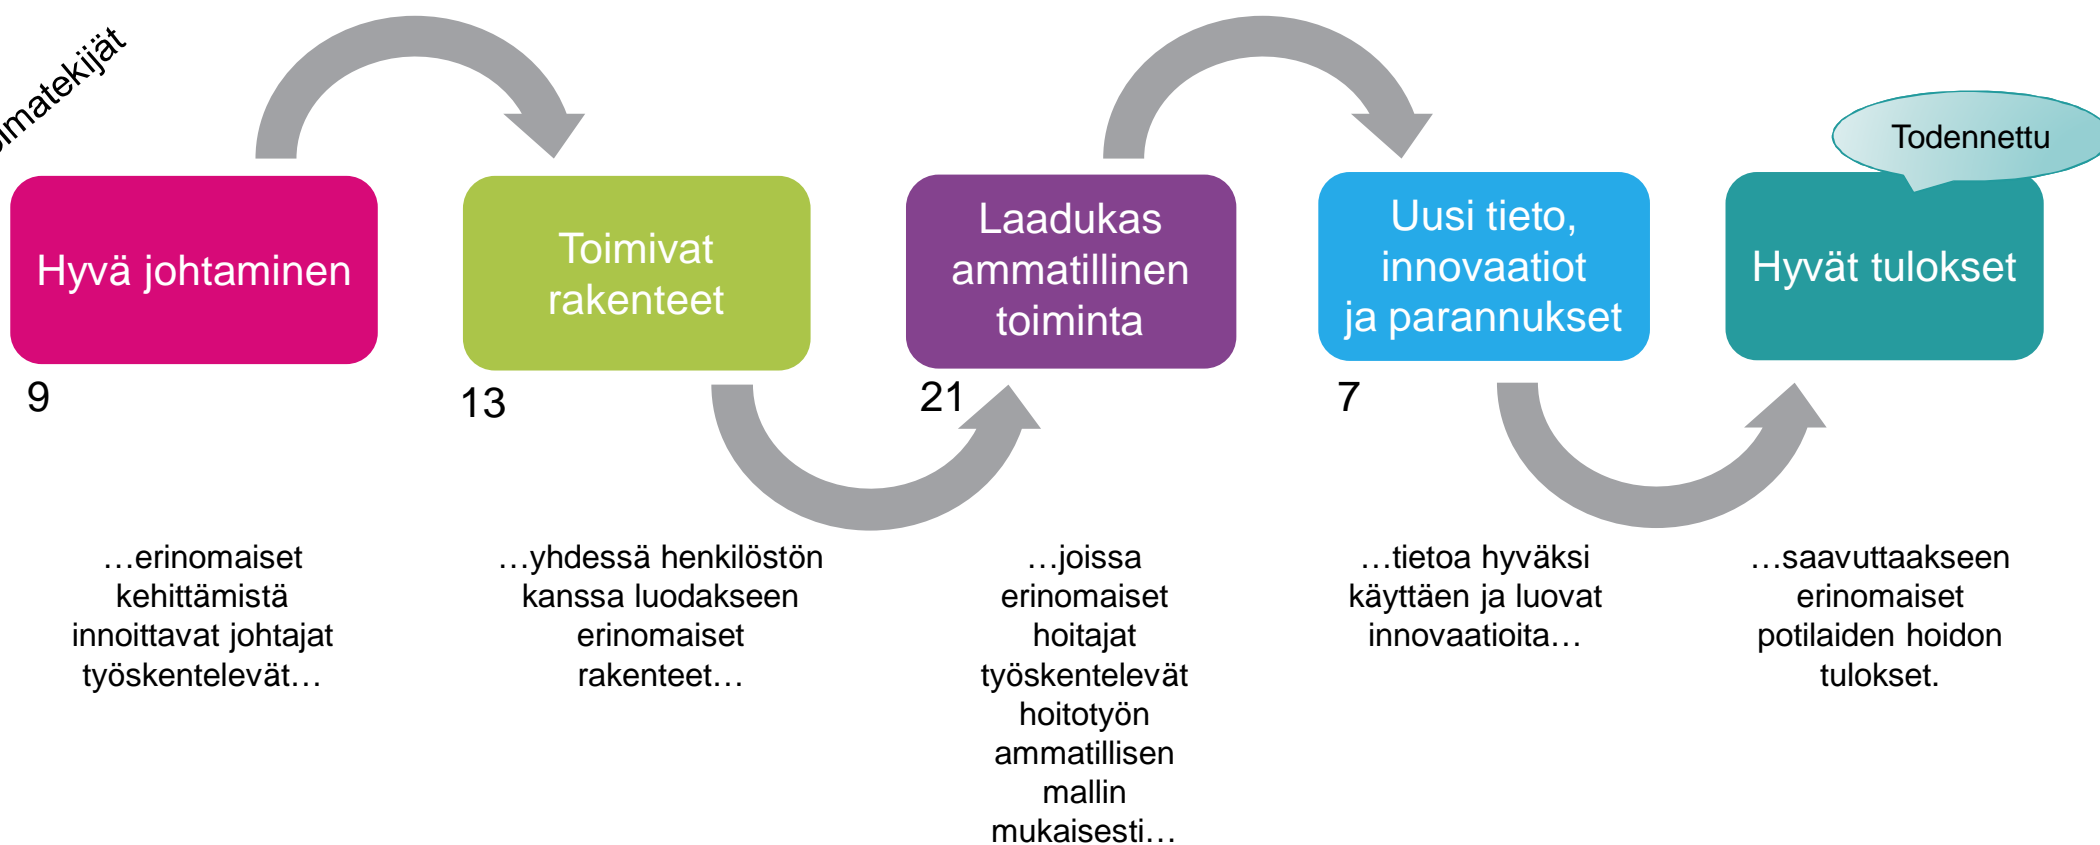 Todennettu
Hyvä johtaminen
Toimivat
rakenteet
Laadukas
ammatillinen
toiminta
Uusi tieto,
innovaatiot
ja parannukset
Hyvät tulokset
9
13
21
7
…erinomaiset
kehittämistä
innoittavat johtajat
työskentelevät…
…yhdessä henkilöstön
kanssa luodakseen
erinomaiset
rakenteet…
…joissa
erinomaiset
hoitajat
työskentelevät
hoitotyön
ammatillisen
mallin
mukaisesti…
…tietoa hyväksi
käyttäen ja luovat
innovaatioita…
…saavuttaakseen
erinomaiset
potilaiden hoidon
tulokset.